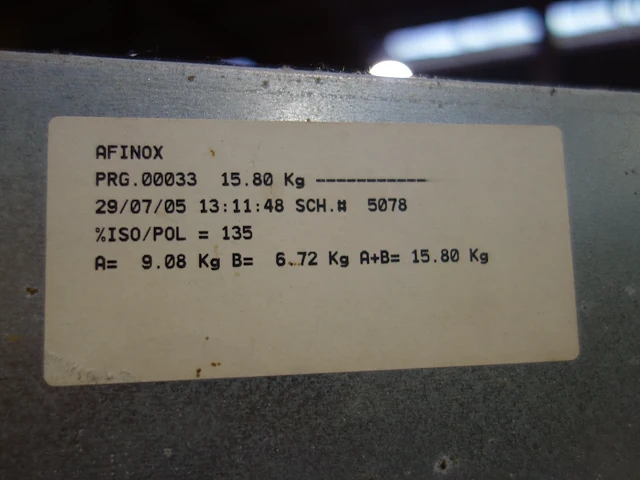 AFINOX
PRG.00033 15.80 Kg -----------
29/07/05 13:11:48 SCH.# 5078
%ISO/POL = 135
A= 9.08 Kg B= 6.72 Kg A+B= 15.80 Kg